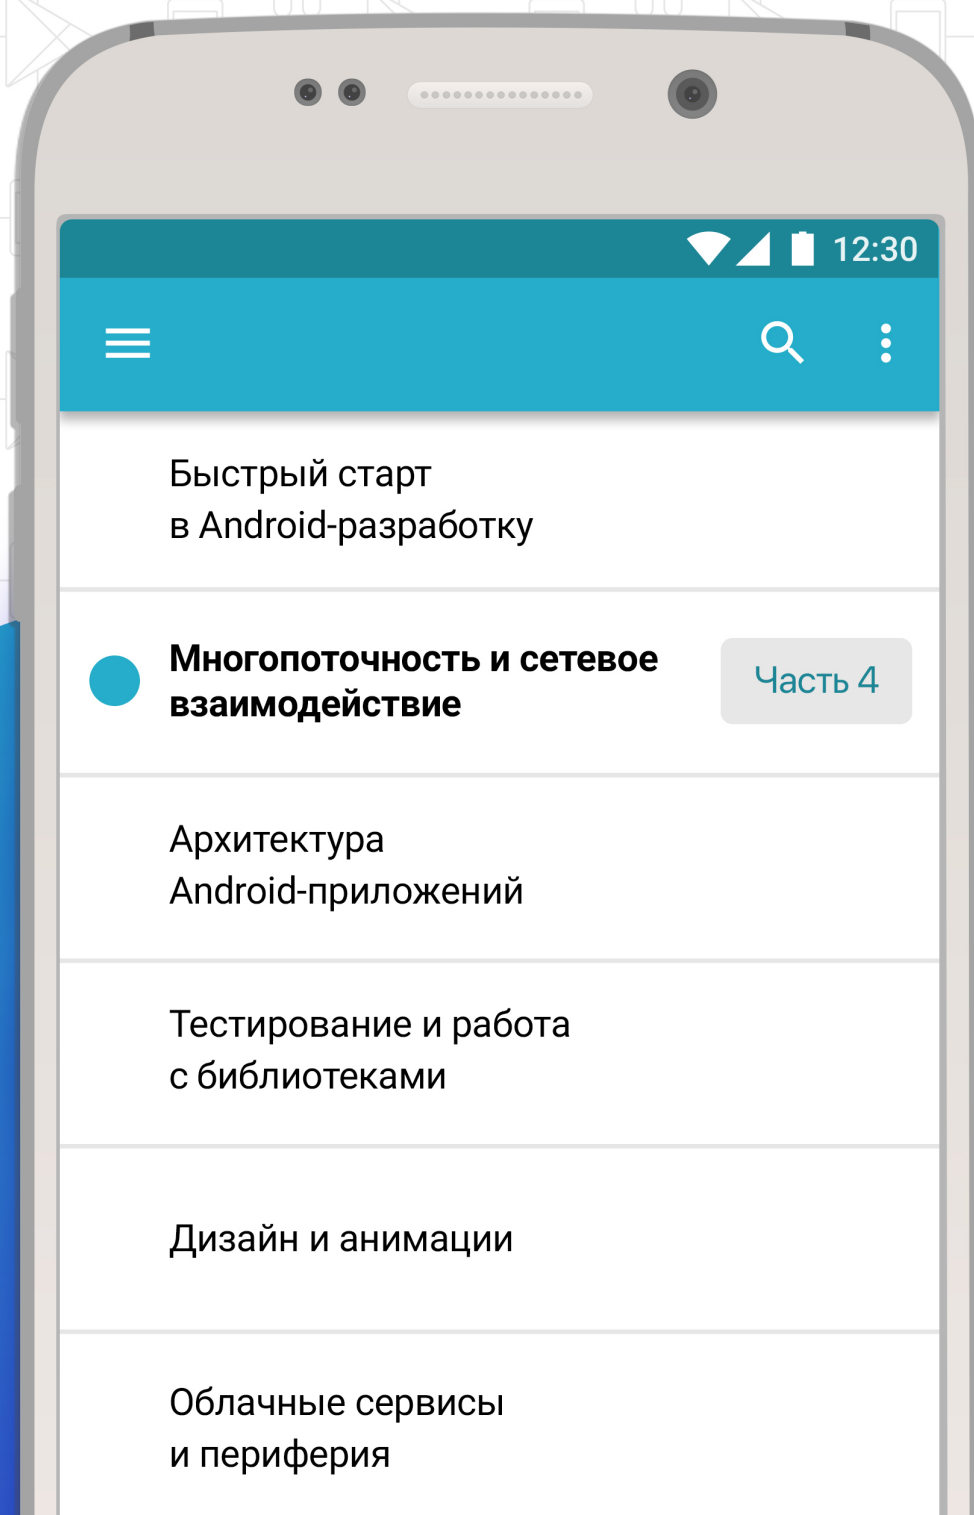 12:30
Быстрый старт
в Android-разработку
Многопоточность и сетевое
взаимодействие
Часть 4
Архитектура
Android-приложений
Тестирование и работа
с библиотеками
Дизайн и анимации
Облачные сервисы
и периферия